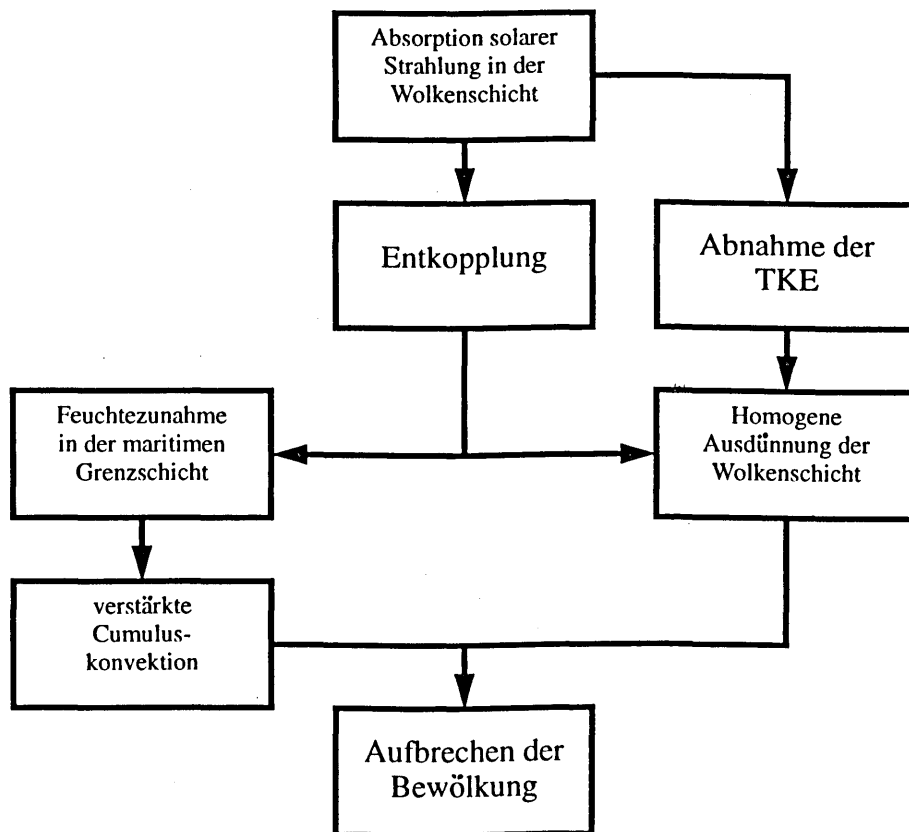 Absorption solarer
Strahlung in der
Wolkenschicht
Entkopplung
Abnahme der
TKE
Feuchtezunahme
in der maritimen
Grenzschicht
Homogene
Ausdünnung der
Wolkenschicht
verstärkte
Cumulus-
konvektion
Aufbrechen der
Bewölkung